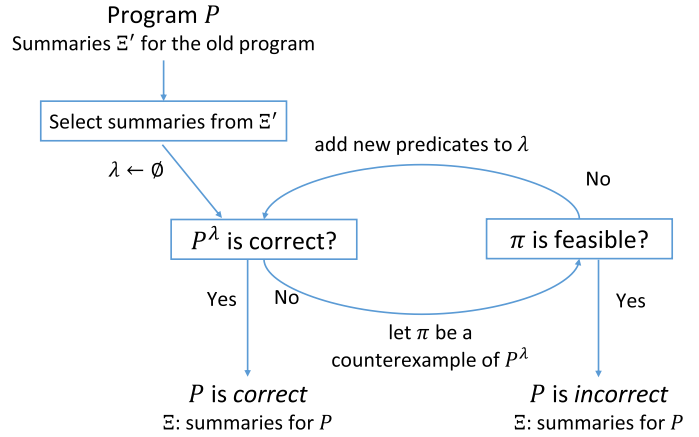 Program P
Summaries Ξ′ for the old program
Select summaries from Ξ′
λ ← ∅
add new predicates to λ
No
P^λ is correct?
π is feasible?
Yes
No
Yes
let π be a
counterexample of P^λ
P is correct
Ξ: summaries for P
P is incorrect
Ξ: summaries for P